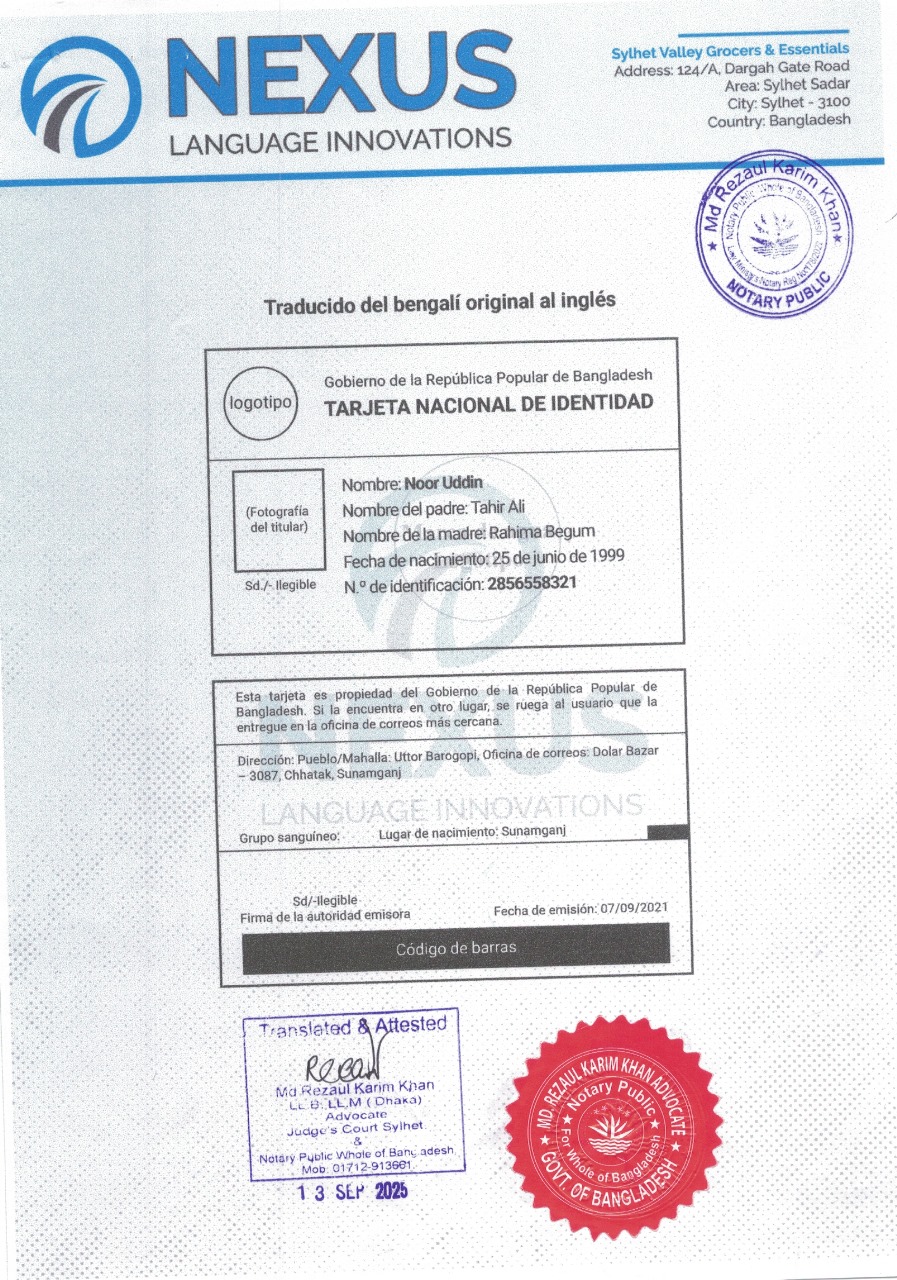 NEXUS
LANGUAGE INNOVATIONS
Sylhet Valley Grocers & Essentials
Address: 124/A, Dargah Gate Road
Area: Sylhet Sadar
City: Sylhet - 3100
Country: Bangladesh
Md Rezaul Karim Khan
Notary Public Whole of Bangladesh
NOTARY PUBLIC
Traducido del bengalí original al inglés
logotipo
Gobierno de la República Popular de Bangladesh
TARJETA NACIONAL DE IDENTIDAD
(Fotografía
del titular)
Sd./- Ilegible
Nombre: Noor Uddin
Nombre del padre: Tahir Ali
Nombre de la madre: Rahima Begum
Fecha de nacimiento: 25 de junio de 1999
N.º de identificación: 2856558321
Esta tarjeta es propiedad del Gobierno de la República Popular de
Bangladesh. Si la encuentra en otro lugar, se ruega al usuario que la
entregue en la oficina de correos más cercana.
NEXUS
Dirección: Pueblo/Mahalla: Uttor Barogopi, Oficina de correos: Dolar Bazar
– 3087, Chhatak, Sunamganj
LANGUAGE INNOVATIONS
Grupo sanguíneo: Lugar de nacimiento: Sunamganj
Sd/-Ilegible
Firma de la autoridad emisora
Fecha de emisión: 07/09/2021
Código de barras
Translated & Attested
Md Rezaul Karim Khan
LL.B. LL.M ( Dhaka)
Advocate
Judge's Court Sylhet.
&
Notary Public Whole of Bangladesh
Mob: 01712-913661.
13 SEP 2025
MD. REZAUL KARIM KHAN ADVOCATE
Notary Public
For Whole of Bangladesh
GOVT. OF BANGLADESH